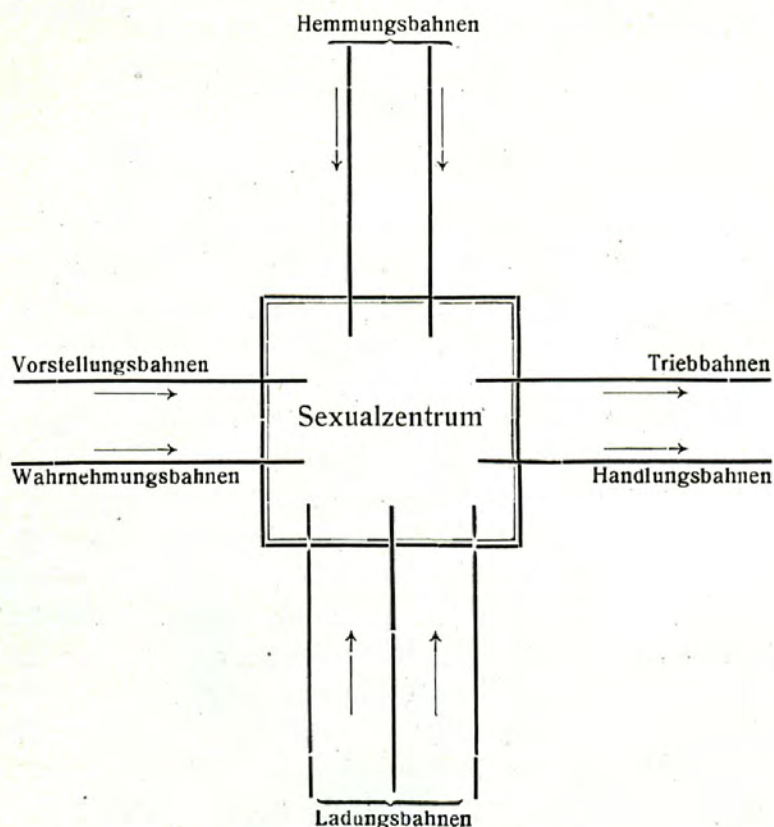 Hemmungsbahnen
Vorstellungsbahnen
Triebbahnen
Sexualzentrum
Wahrnehmungsbahnen
Handlungsbahnen
Ladungsbahnen